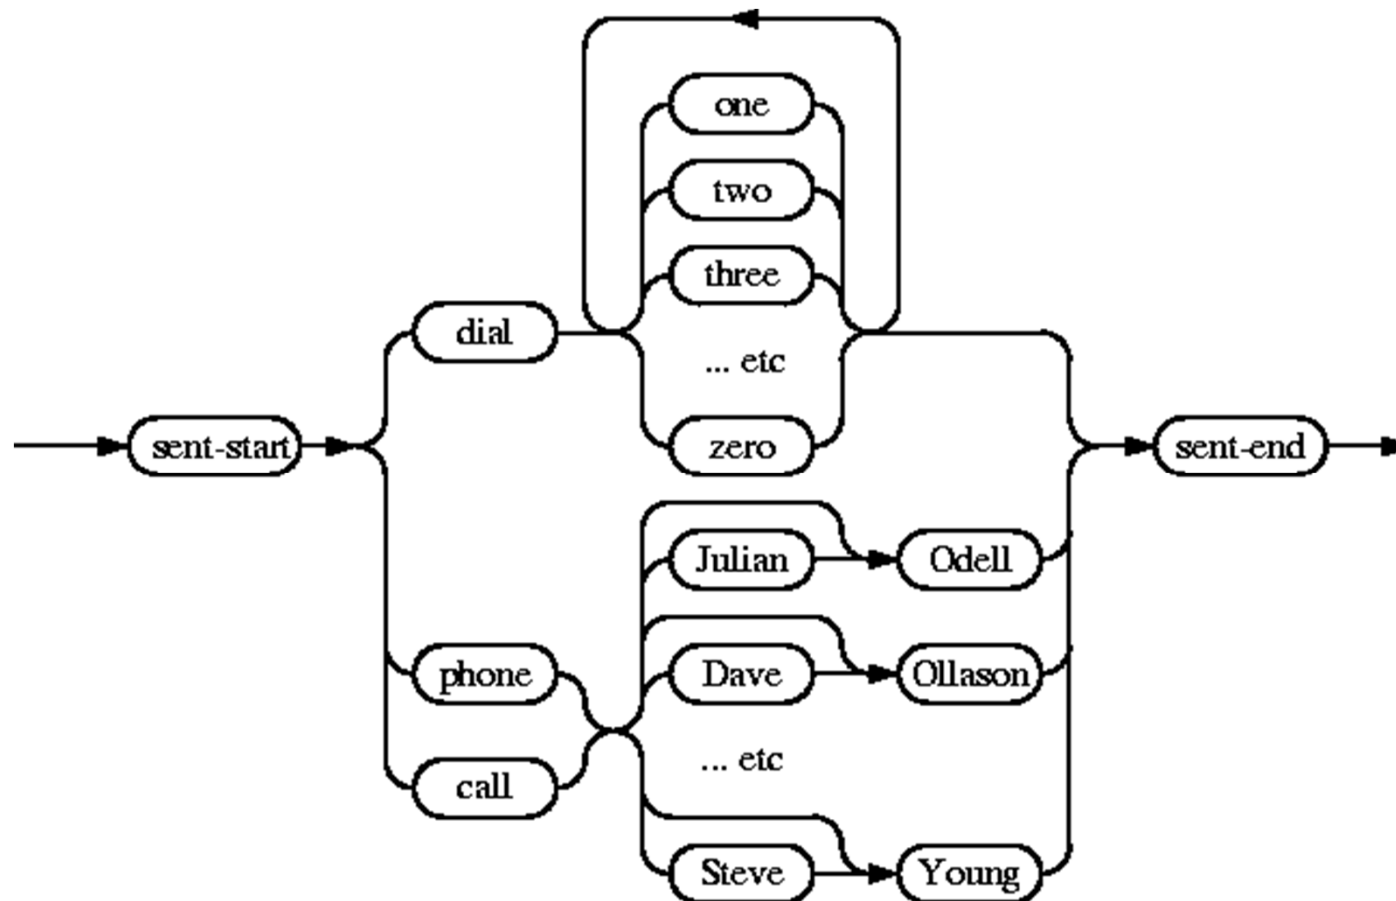 one
two
three
dial
... etc
sent-start
zero
sent-end
Julian
Odell
phone
Dave
Ollason
... etc
call
Steve
Young